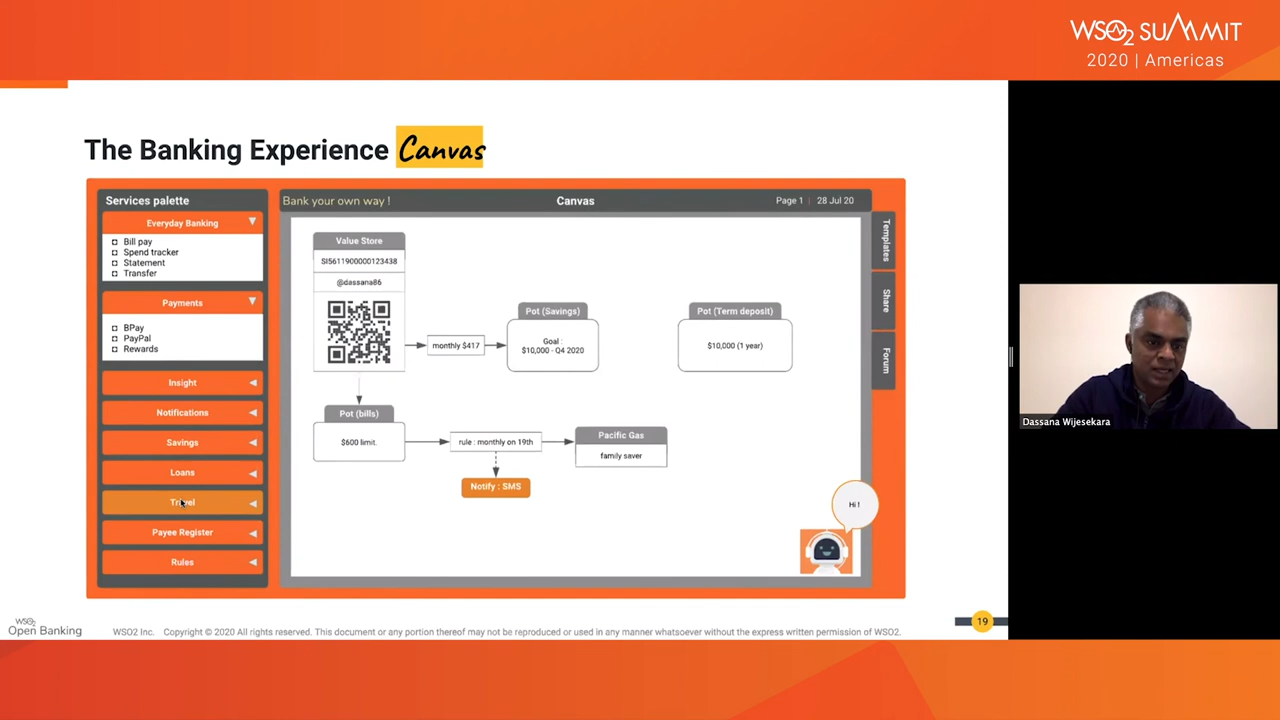 WSO2 SUMMIT
2020 | Americas
The Banking Experience Canvas
Services palette
Everyday Banking
Bill pay
Spend tracker
Statement
Transfer
Payments
BPay
PayPal
Rewards
Insight
Notifications
Savings
Loans
Travel
Payee Register
Rules
Bank your own way !
Canvas
Page 1 | 28 Jul 20
Value Store
SI5611900000123438
@dassana86
monthly $417
Pot (Savings)
Goal :
$10,000 - Q4 2020
Pot (Term deposit)
$10,000 (1 year)
Pot (bills)
$600 limit.
rule : monthly on 19th
Pacific Gas
family saver
Notify : SMS
Hi !
Templates
Share
Forum
Dassana Wijesekara
WSO2
Open Banking
WSO2 Inc. Copyright © 2020 All rights reserved. This document or any portion thereof may not be reproduced or used in any manner whatsoever without the express written permission of WSO2.
19